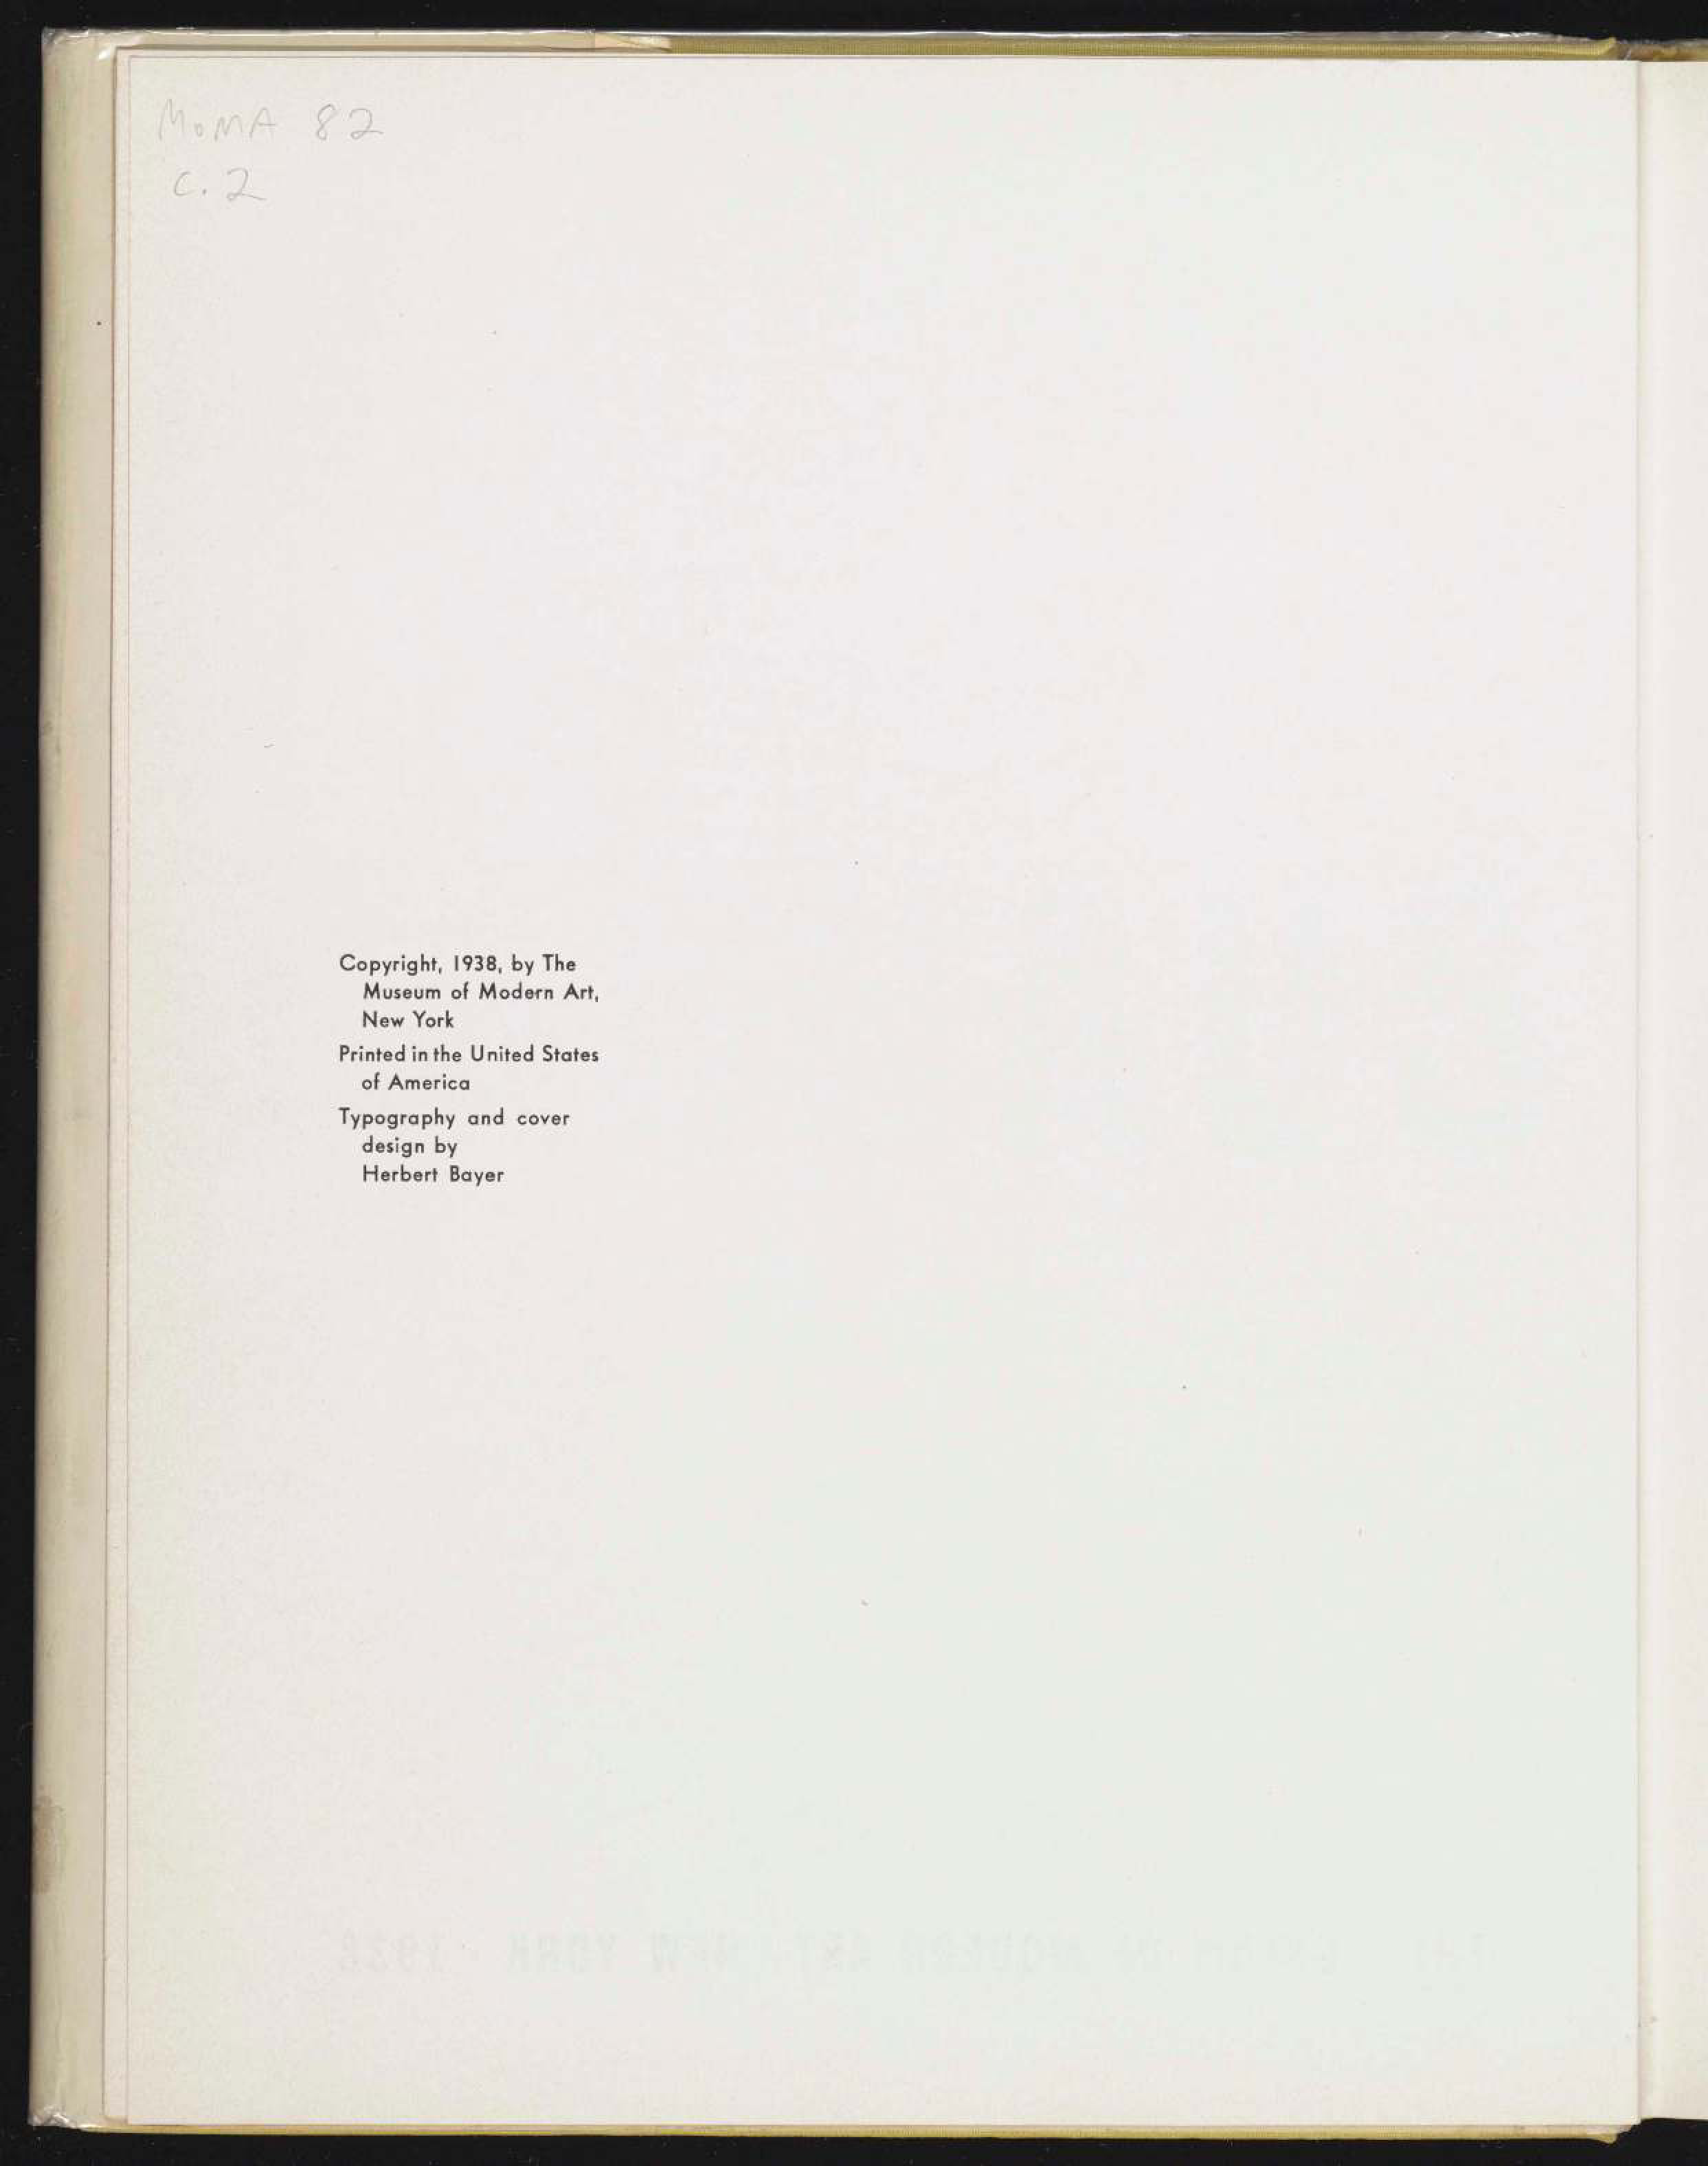 MoMA 82
c. 2
Copyright, 1938, by The
Museum of Modern Art,
New York
Printed in the United States
of America
Typography and cover
design by
Herbert Bayer